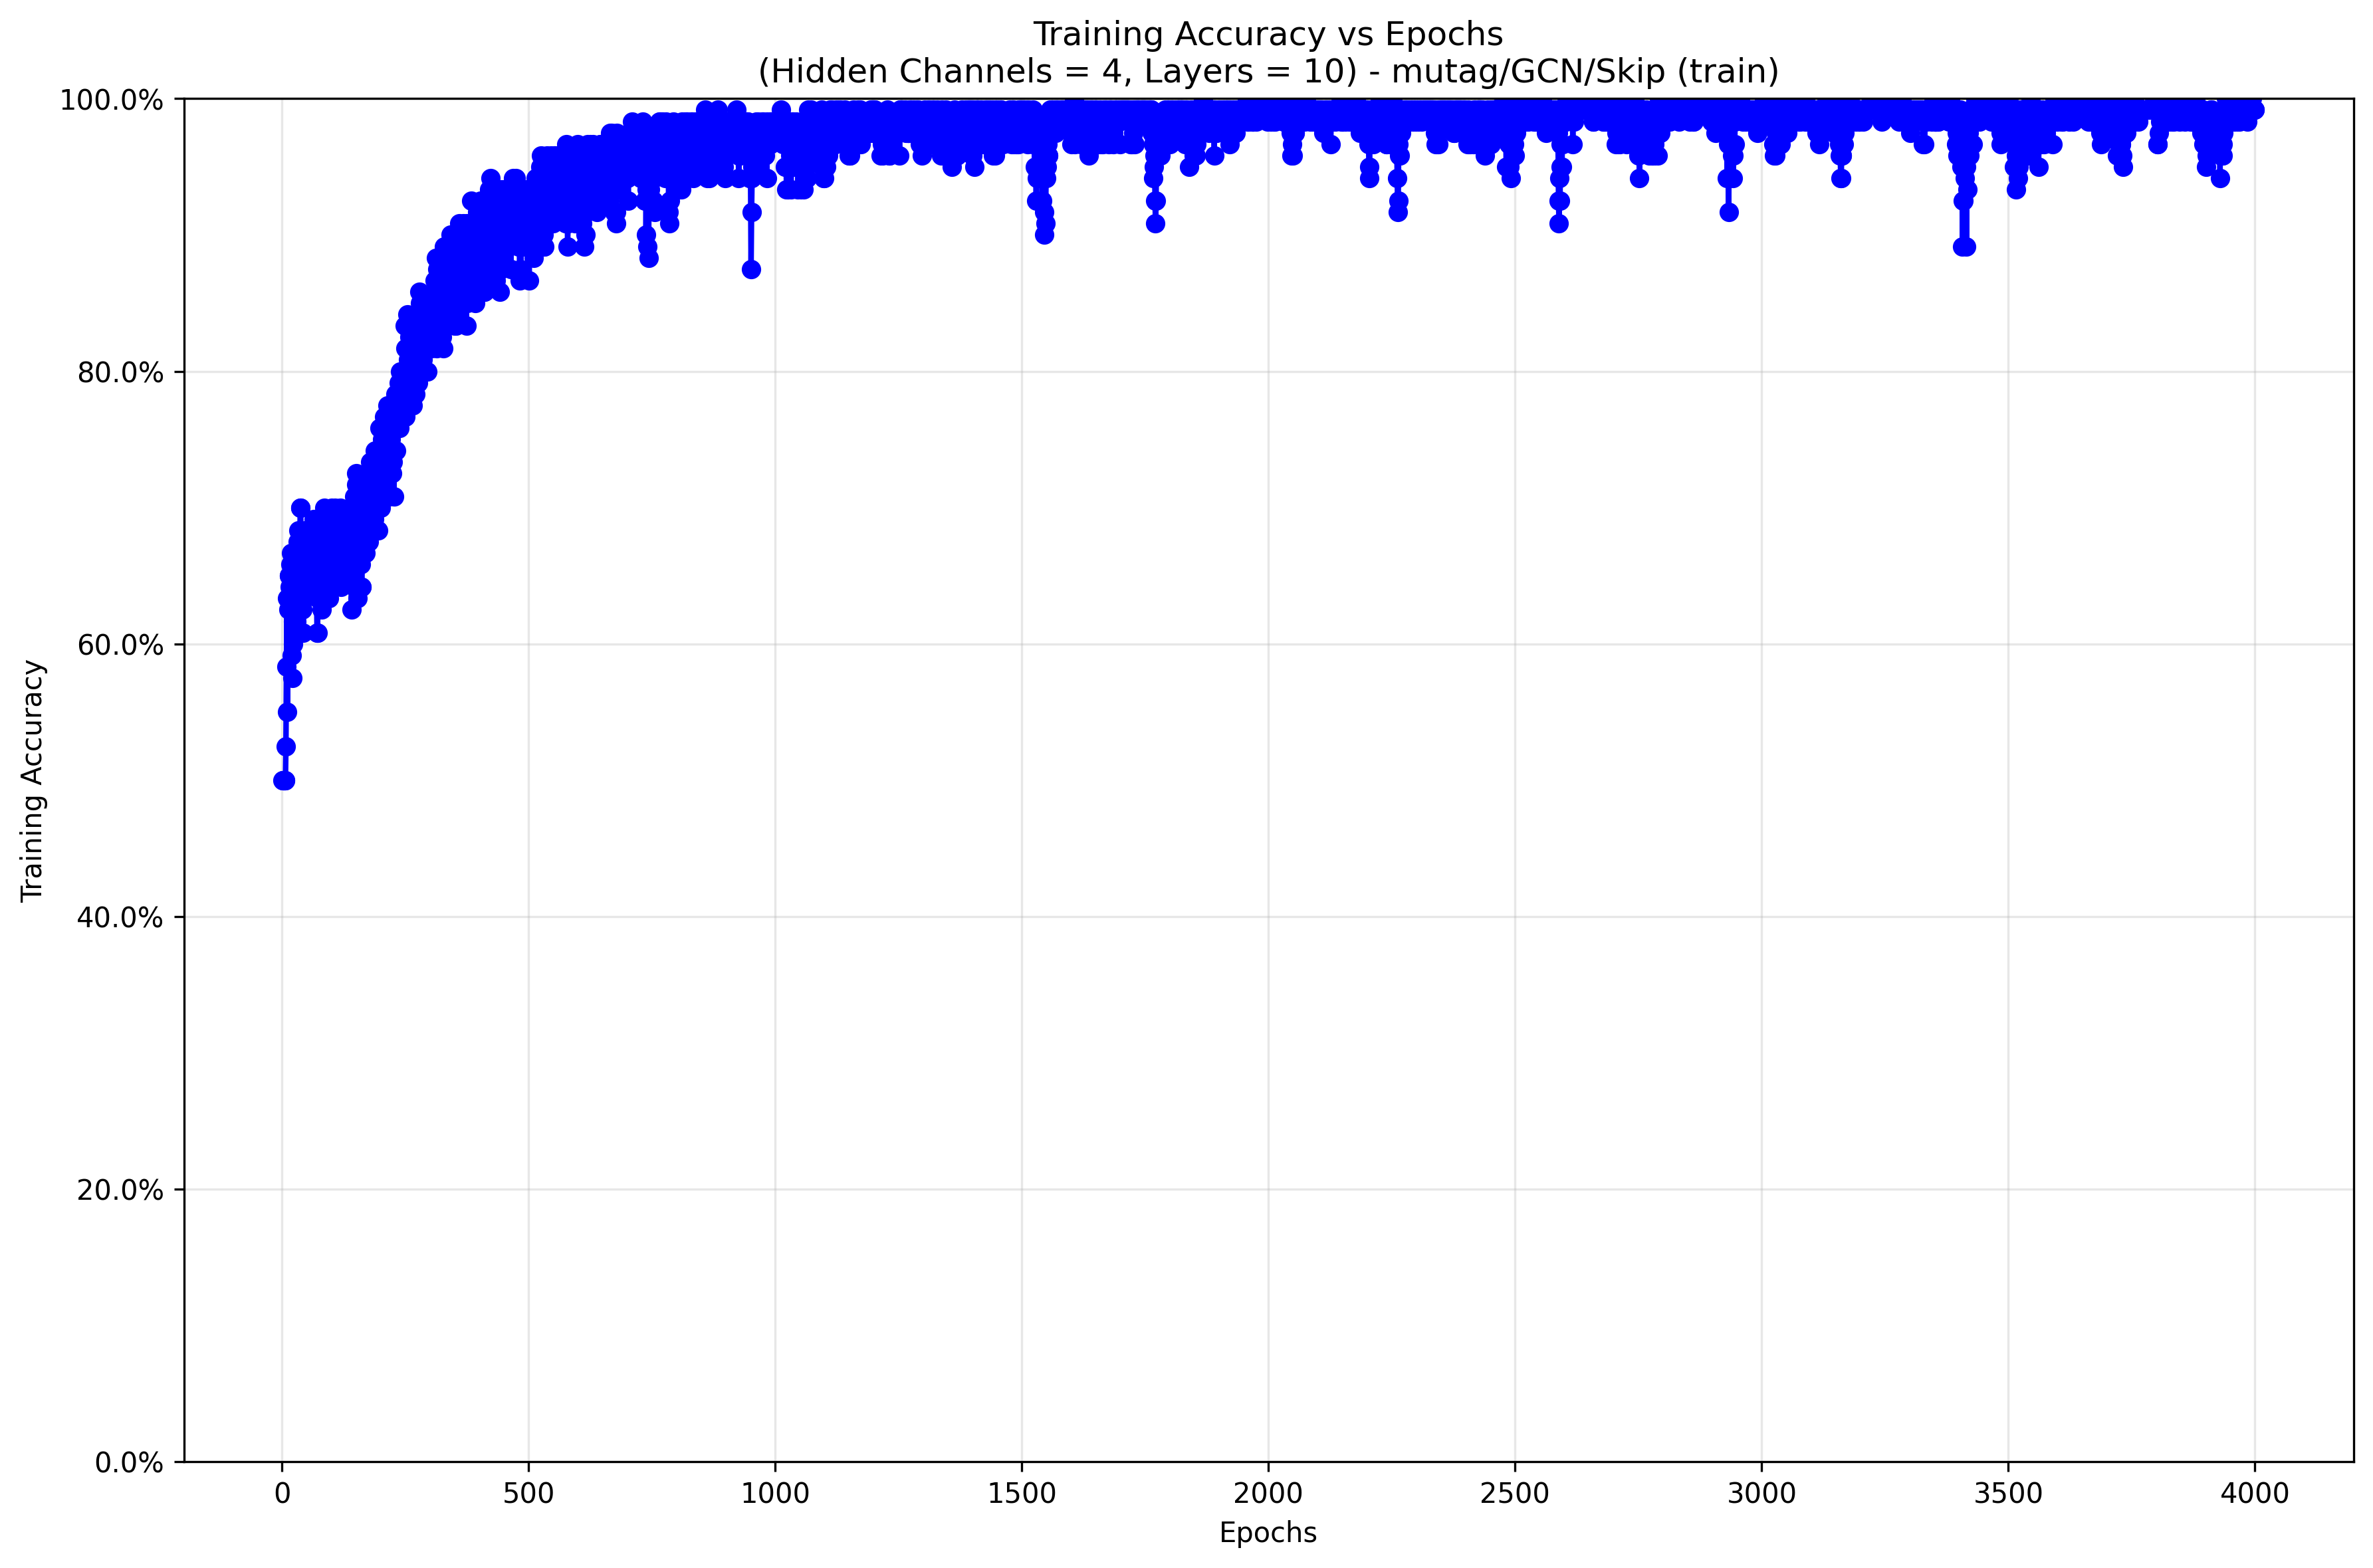 Training Accuracy vs Epochs
(Hidden Channels = 4, Layers = 10) - mutag/GCN/Skip (train)
100.0%
80.0%
60.0%
40.0%
20.0%
0.0%
Training Accuracy
0 500 1000 1500 2000 2500 3000 3500 4000
Epochs